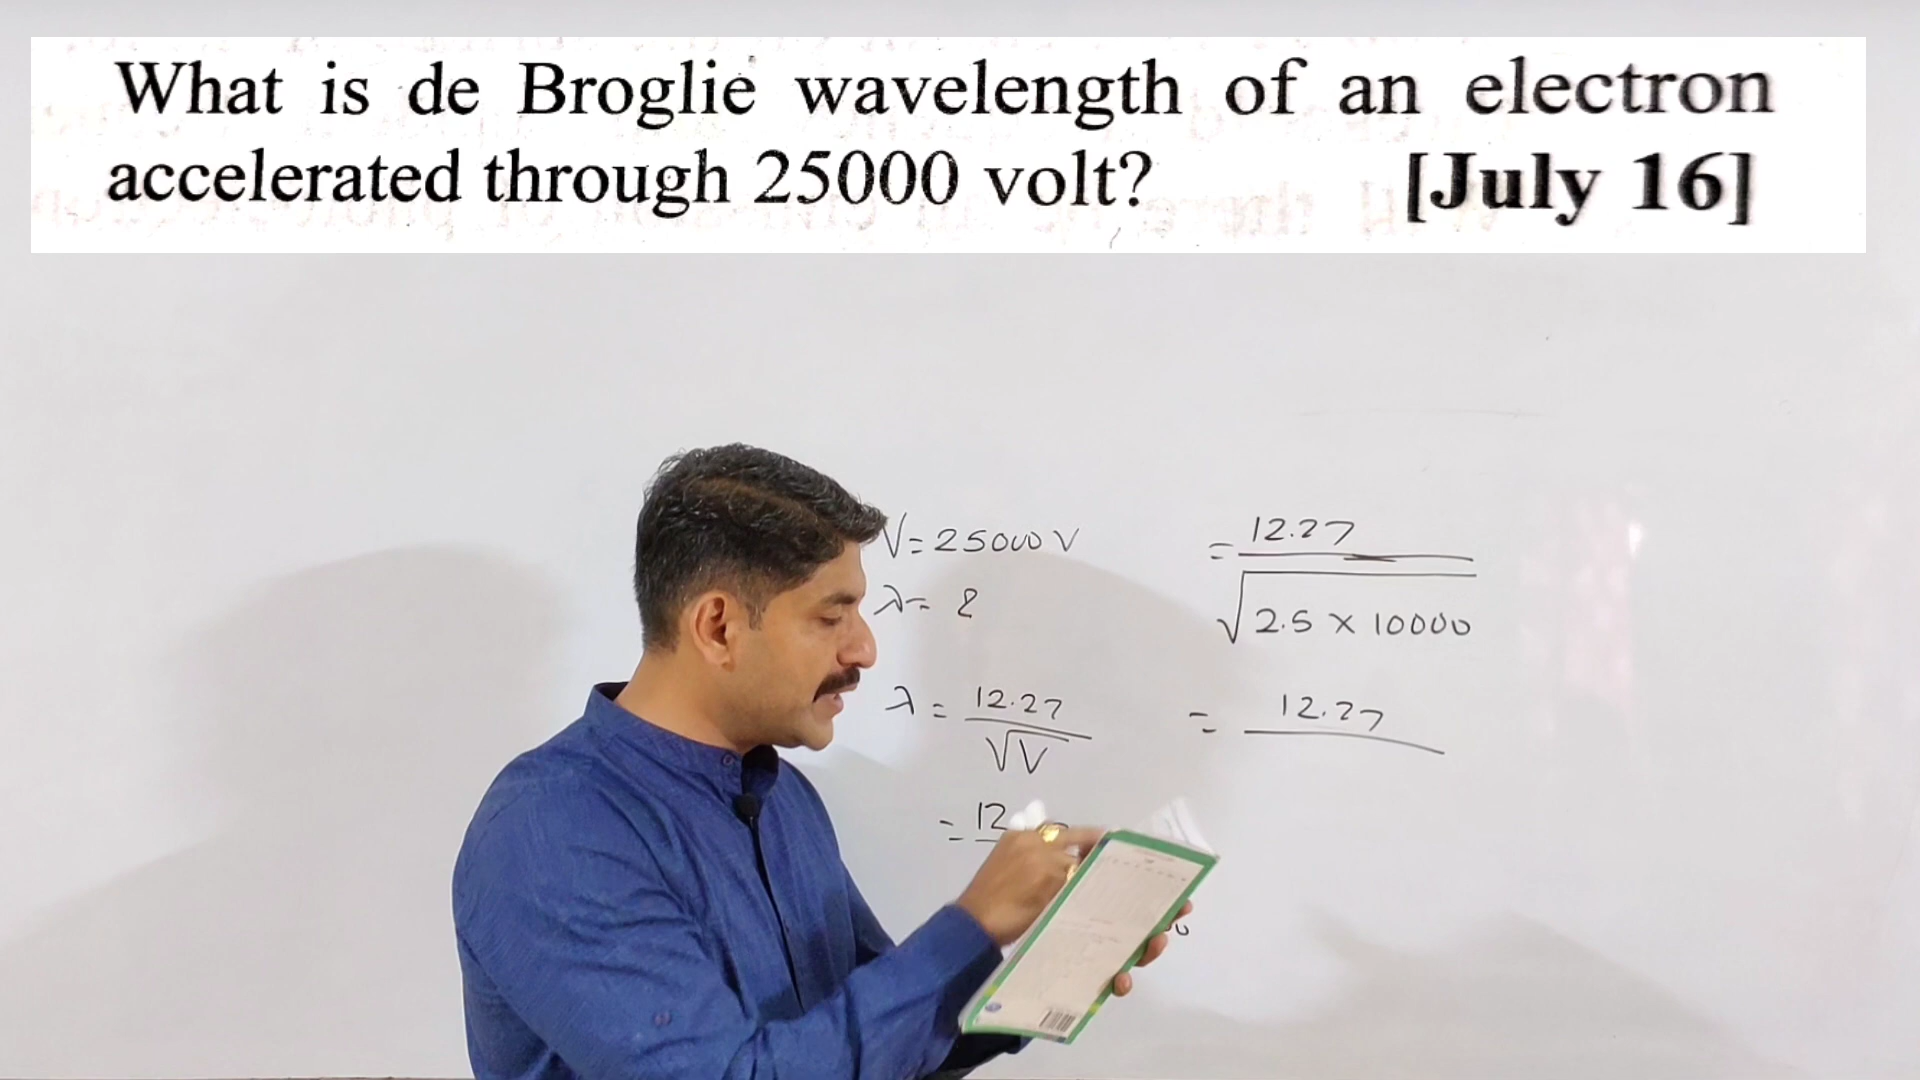 What is de Broglie wavelength of an electron
accelerated through 25000 volt? [July 16]
V = 25000 V
λ = ?
λ = 12.27
√V
= 12
= 12.27
√2.5 × 10000
= 12.27